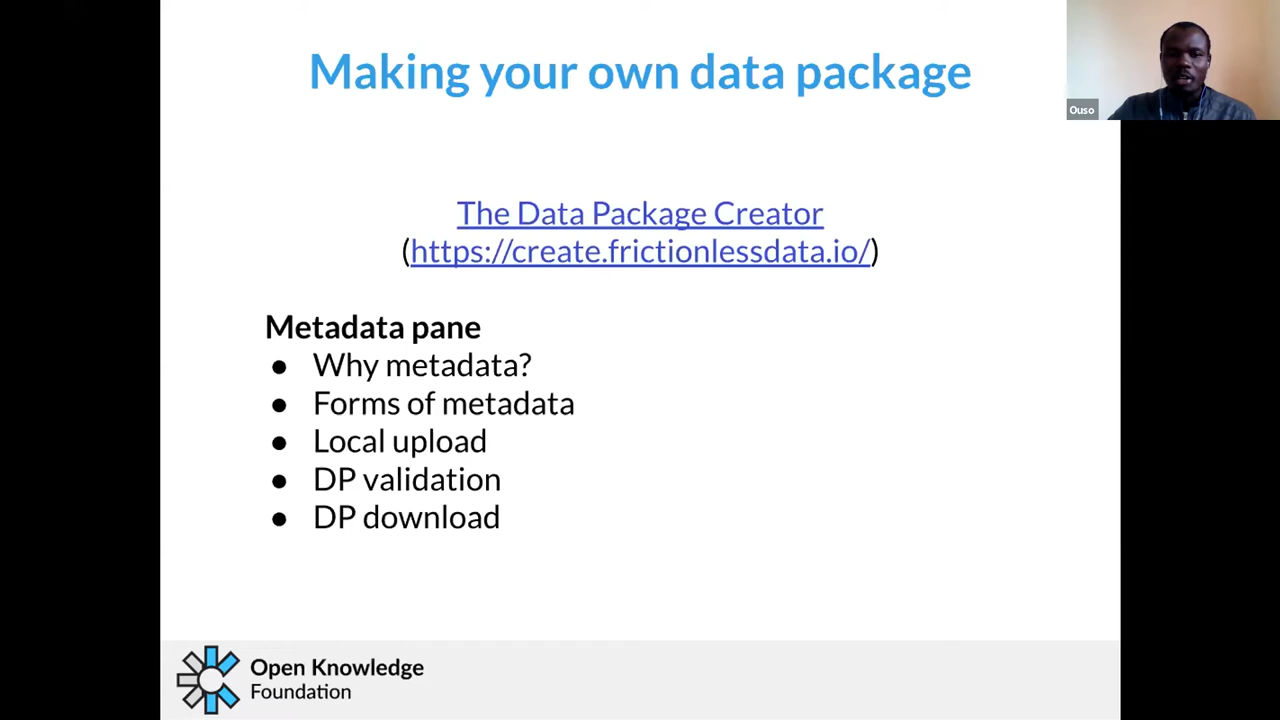 Making your own data package
Ouso
The Data Package Creator
(https://create.frictionlessdata.io/)
Metadata pane
● Why metadata?
● Forms of metadata
● Local upload
● DP validation
● DP download
Open Knowledge
Foundation